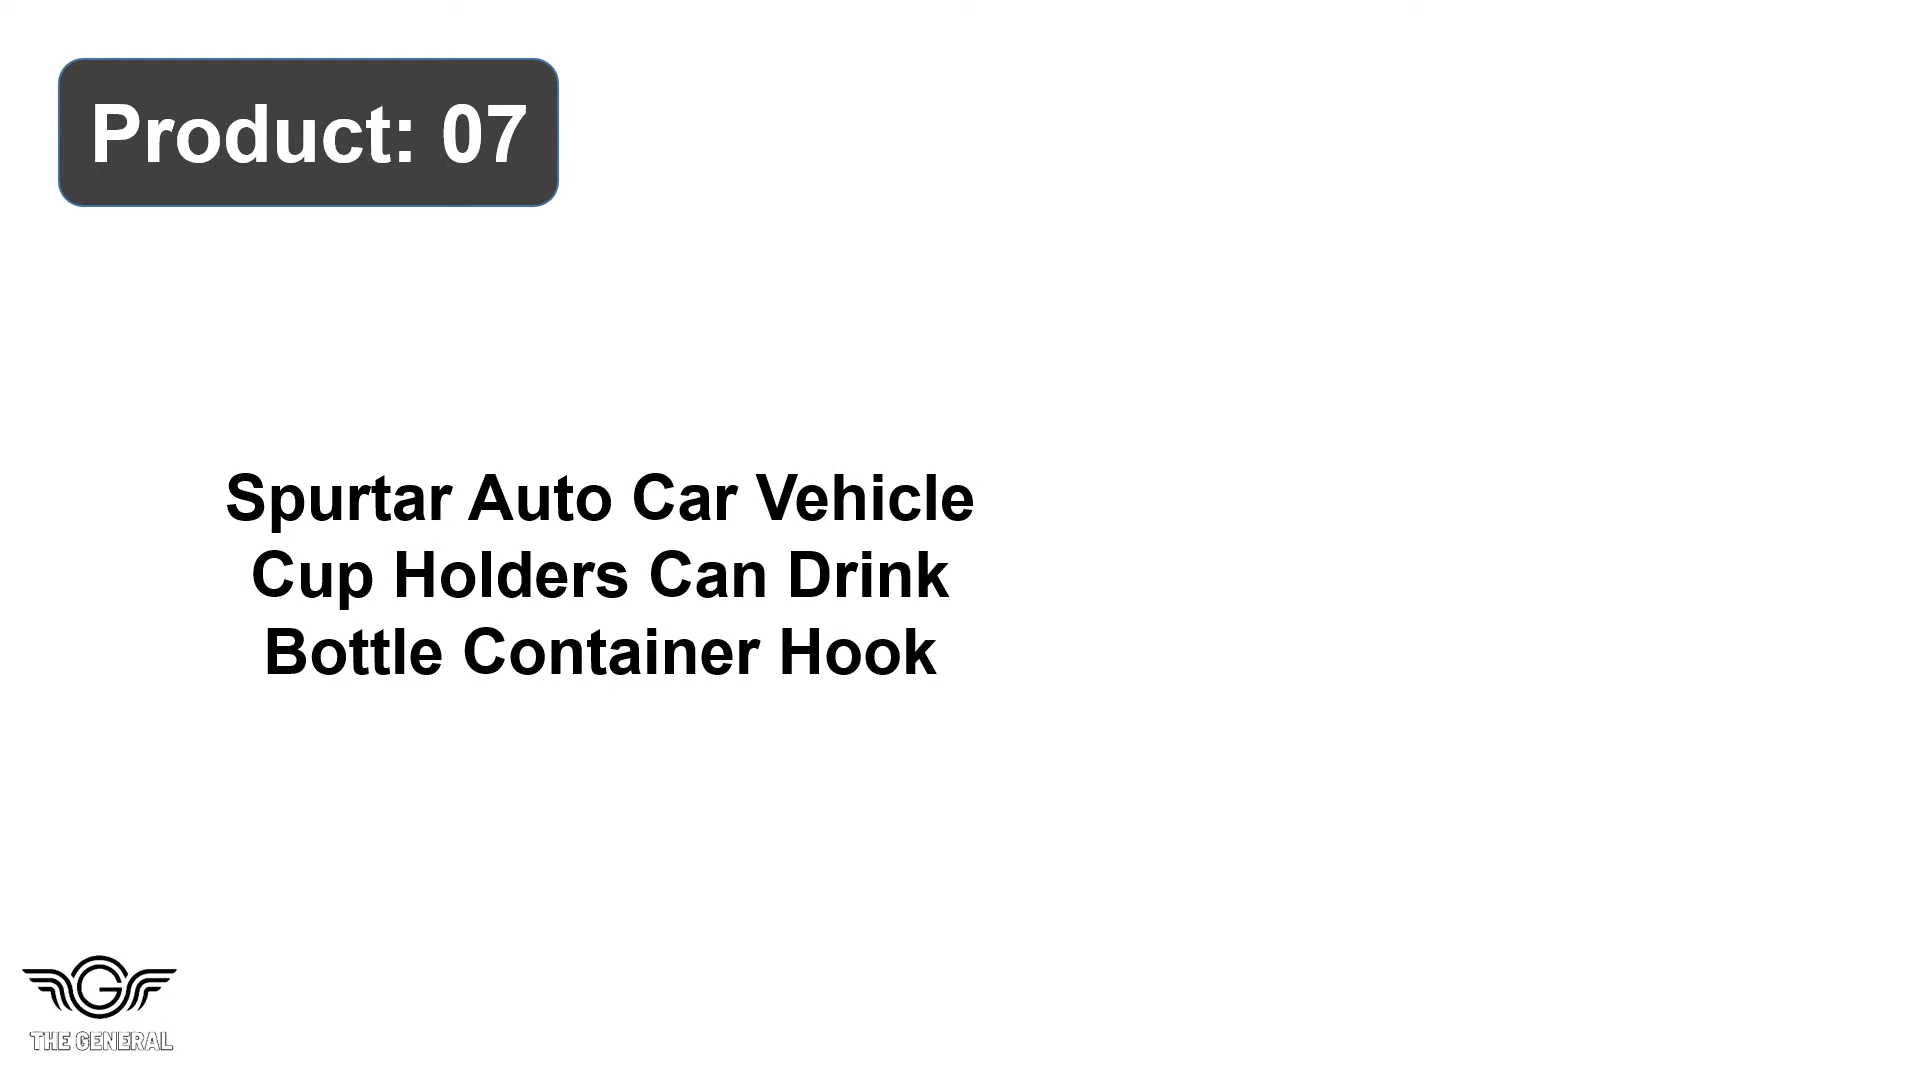 Product: 07
Spurtar Auto Car Vehicle
Cup Holders Can Drink
Bottle Container Hook
G
THE GENERAL